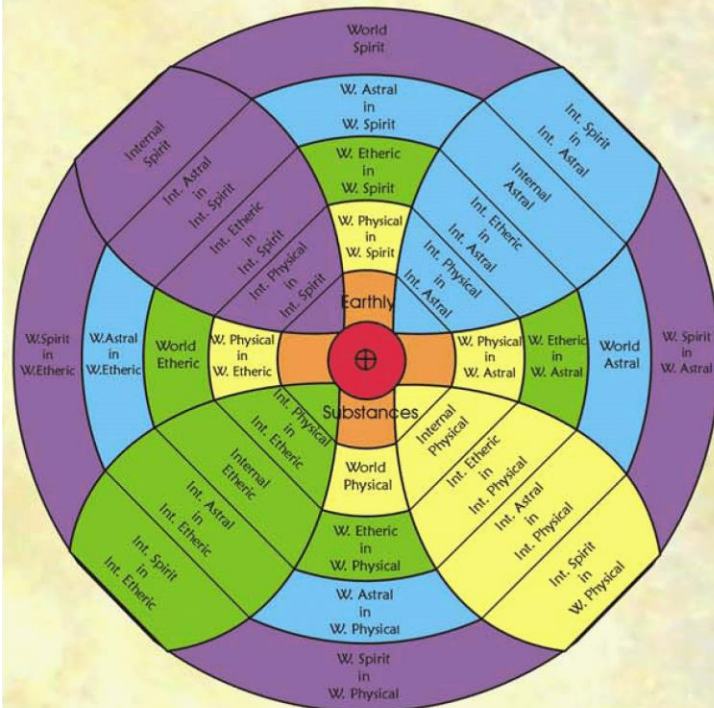 World
Spirit
W. Astral
in
W. Spirit
W. Etheric
in
W. Spirit
W. Physical
in
W. Spirit
Internal
Spirit
Int. Astral
in
Int. Spirit
Int. Etheric
in
Int. Spirit
Int. Physical
in
Int. Spirit
Int. Spirit
in
Int. Astral
Internal
Astral
Int. Etheric
in
Int. Astral
Int. Physical
in
Int. Astral
Earthly
W.Spirit
in
W.Etheric
W.Astral
in
W.Etheric
World
Etheric
W. Physical
in
W. Etheric
W. Physical
in
W. Astral
W. Etheric
in
W. Astral
World
Astral
W. Spirit
in
W. Astral
Substances
Int. Physical
in
Int. Etheric
Internal
Etheric
Int. Astral
in
Int. Etheric
Int. Spirit
in
Int. Etheric
Internal
Physical
Int. Etheric
in
Int. Physical
Int. Astral
in
Int. Physical
Int. Spirit
in
W. Physical
World
Physical
W. Etheric
in
W. Physical
W. Astral
in
W. Physical
W. Spirit
in
W. Physical